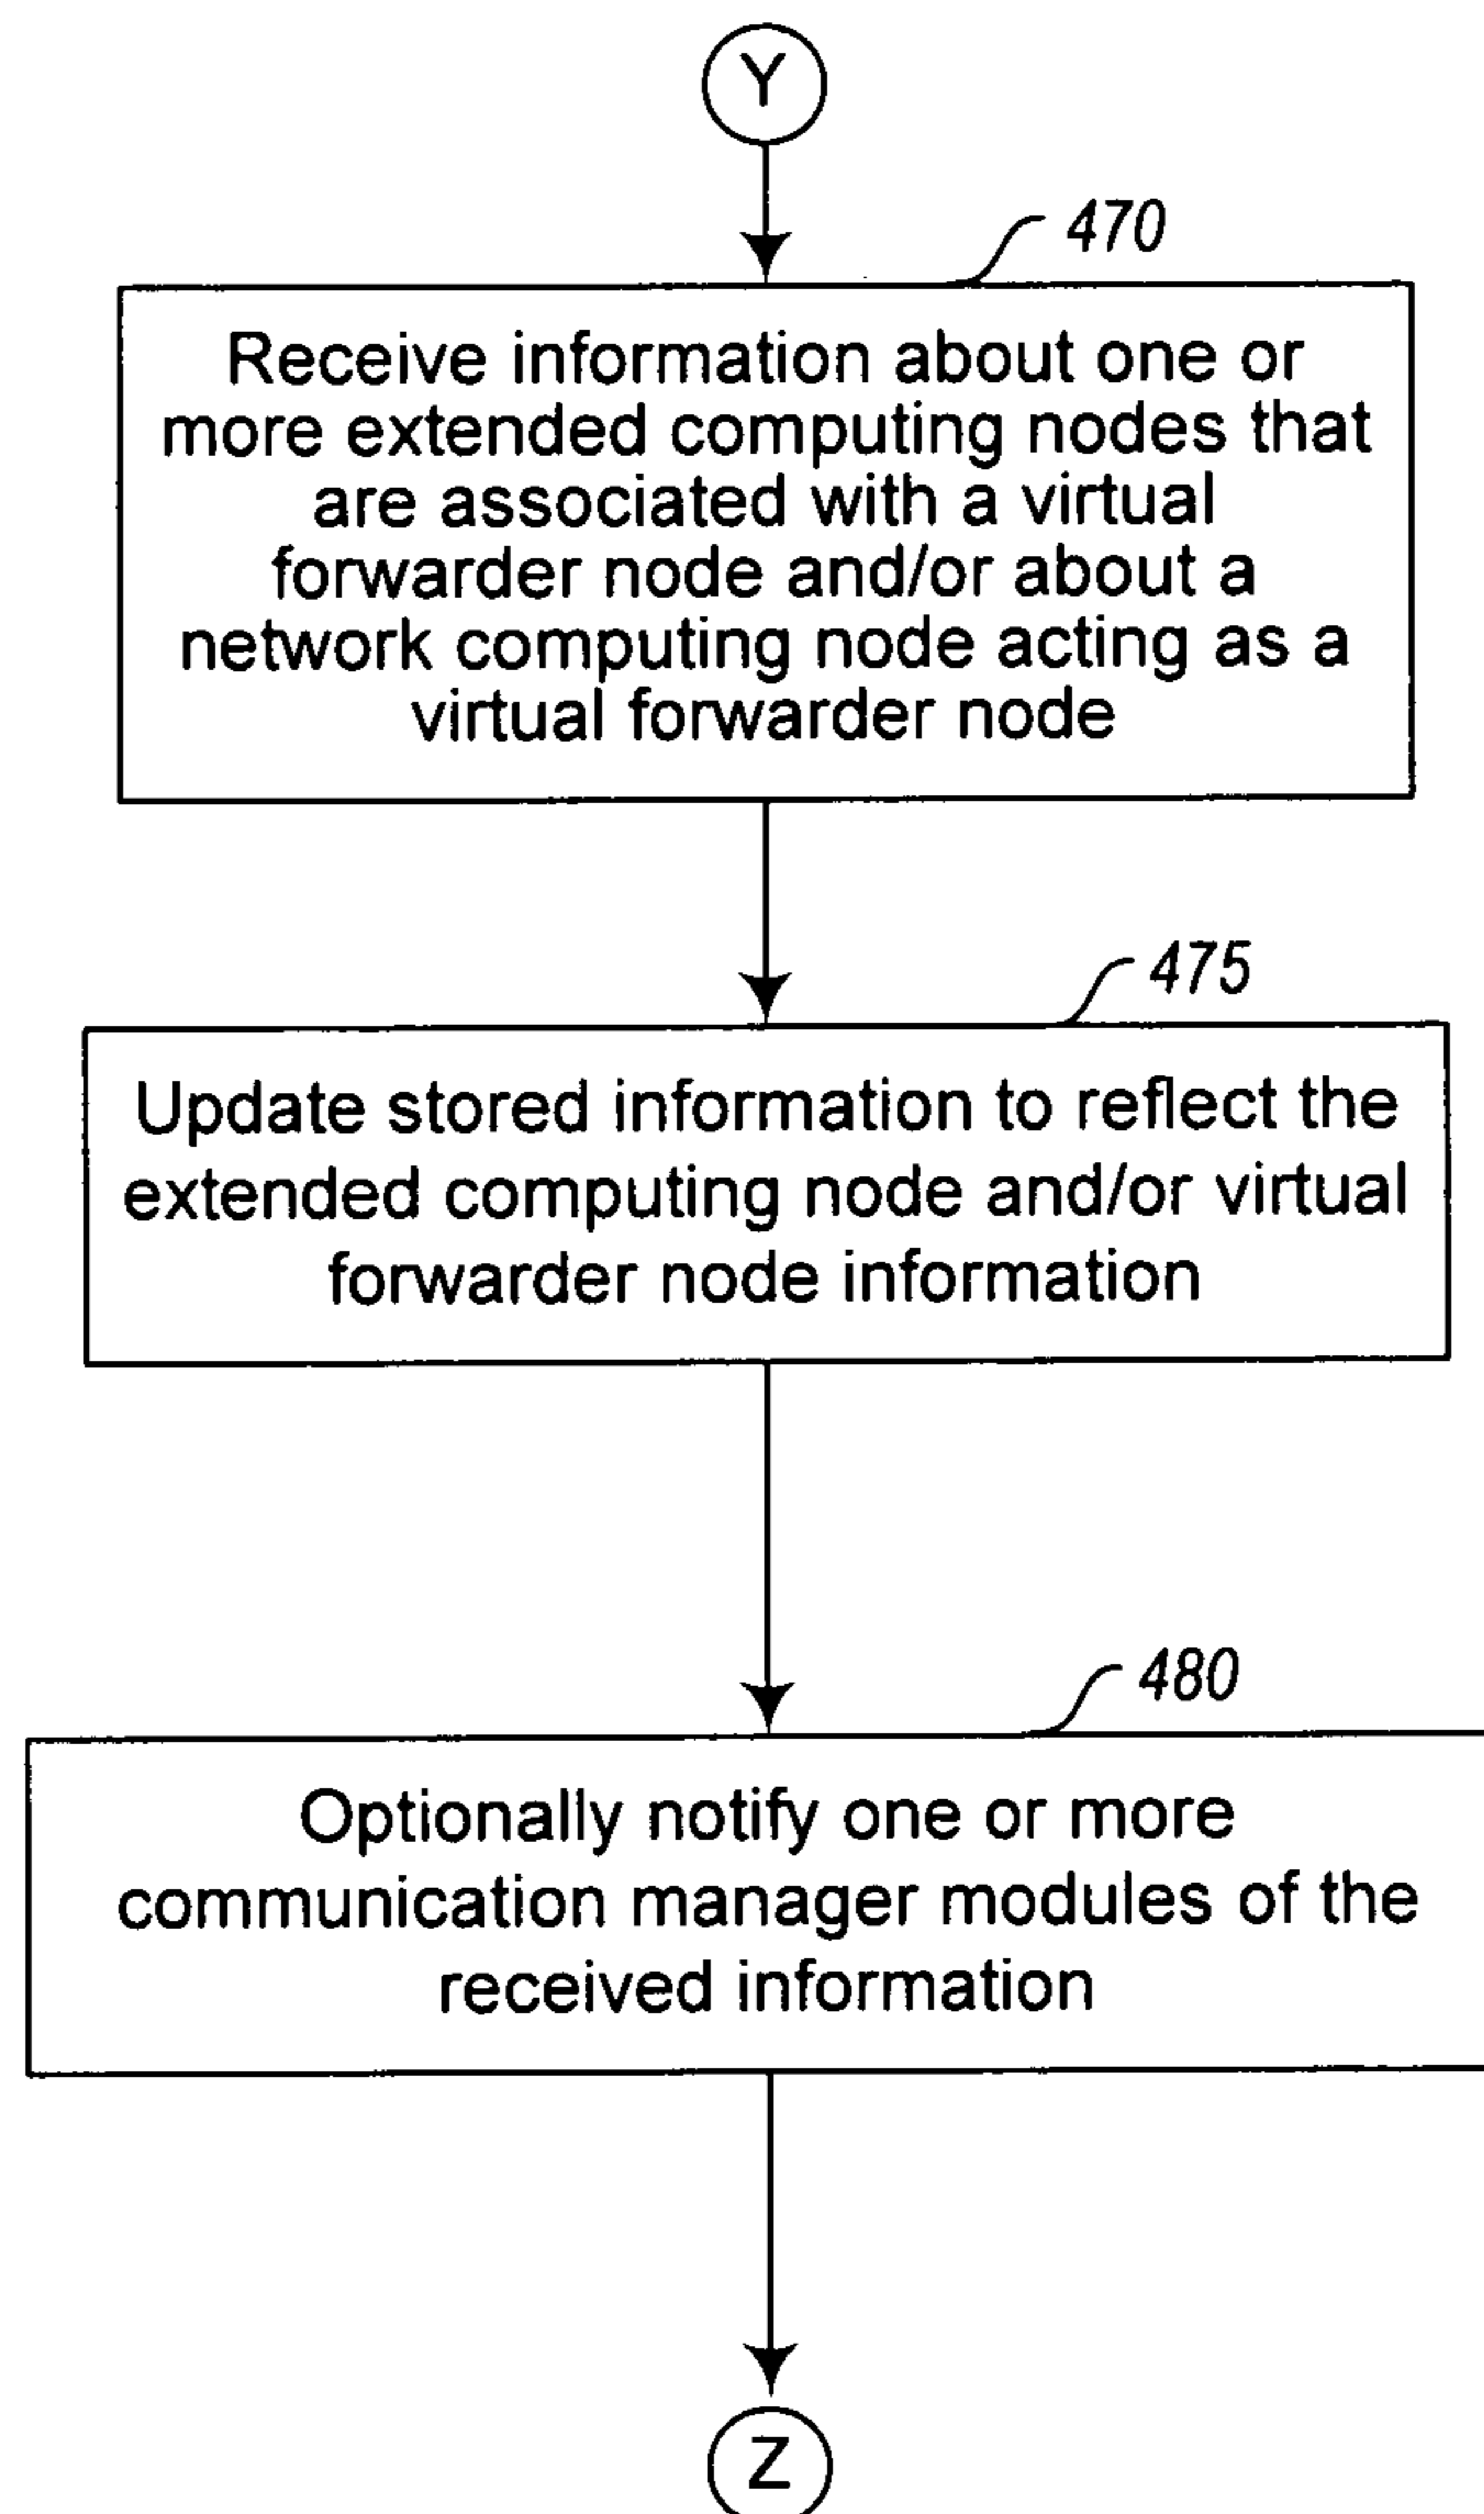 Y
470
Receive information about one or
more extended computing nodes that
are associated with a virtual
forwarder node and/or about a
network computing node acting as a
virtual forwarder node
475
Update stored information to reflect the
extended computing node and/or virtual
forwarder node information
480
Optionally notify one or more
communication manager modules of the
received information
Z